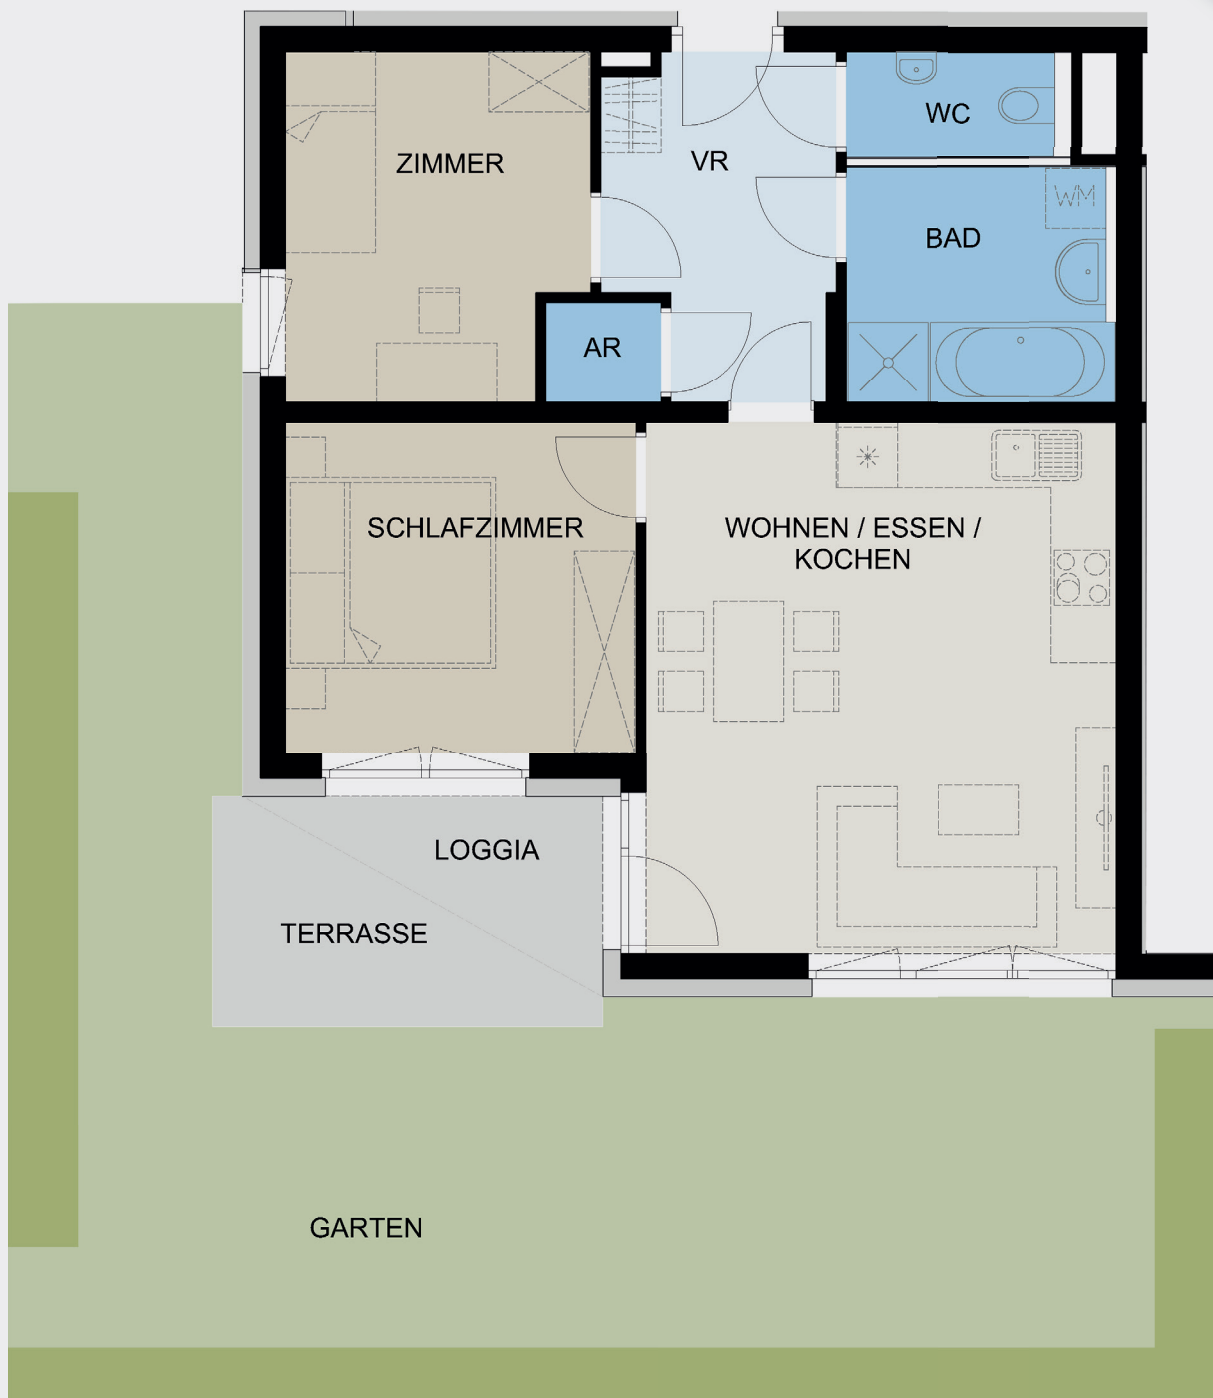 ZIMMER
VR
WC
WM
BAD
AR
SCHLAFZIMMER
WOHNEN / ESSEN /
KOCHEN
LOGGIA
TERRASSE
GARTEN